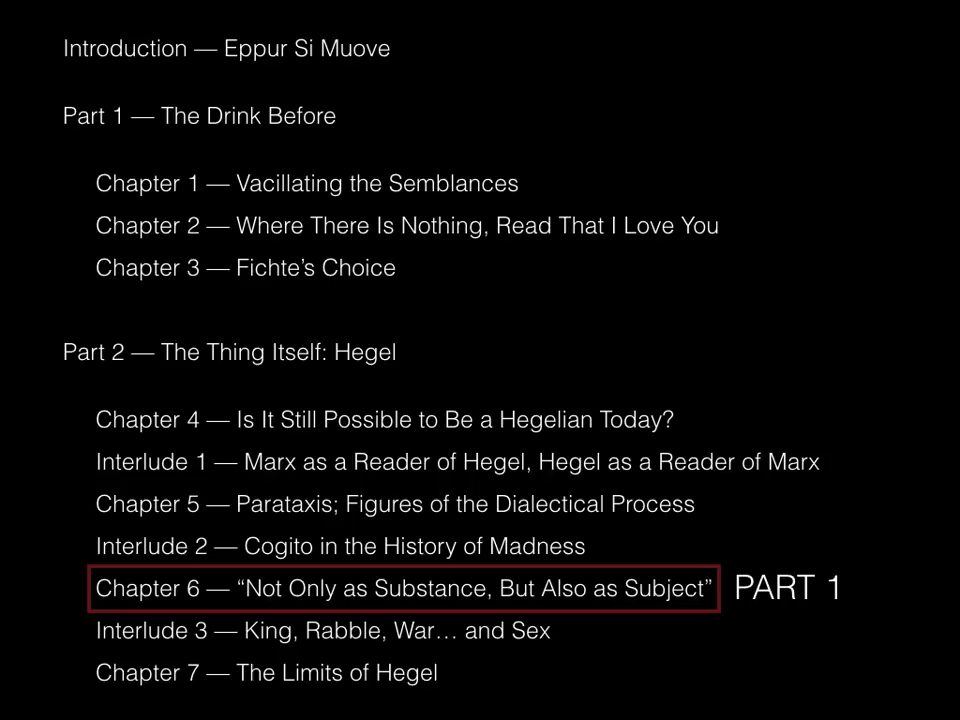 Introduction — Eppur Si Muove
Part 1 — The Drink Before
Chapter 1 — Vacillating the Semblances
Chapter 2 — Where There Is Nothing, Read That I Love You
Chapter 3 — Fichte’s Choice
Part 2 — The Thing Itself: Hegel
Chapter 4 — Is It Still Possible to Be a Hegelian Today?
Interlude 1 — Marx as a Reader of Hegel, Hegel as a Reader of Marx
Chapter 5 — Parataxis; Figures of the Dialectical Process
Interlude 2 — Cogito in the History of Madness
Chapter 6 — “Not Only as Substance, But Also as Subject” PART 1
Interlude 3 — King, Rabble, War… and Sex
Chapter 7 — The Limits of Hegel